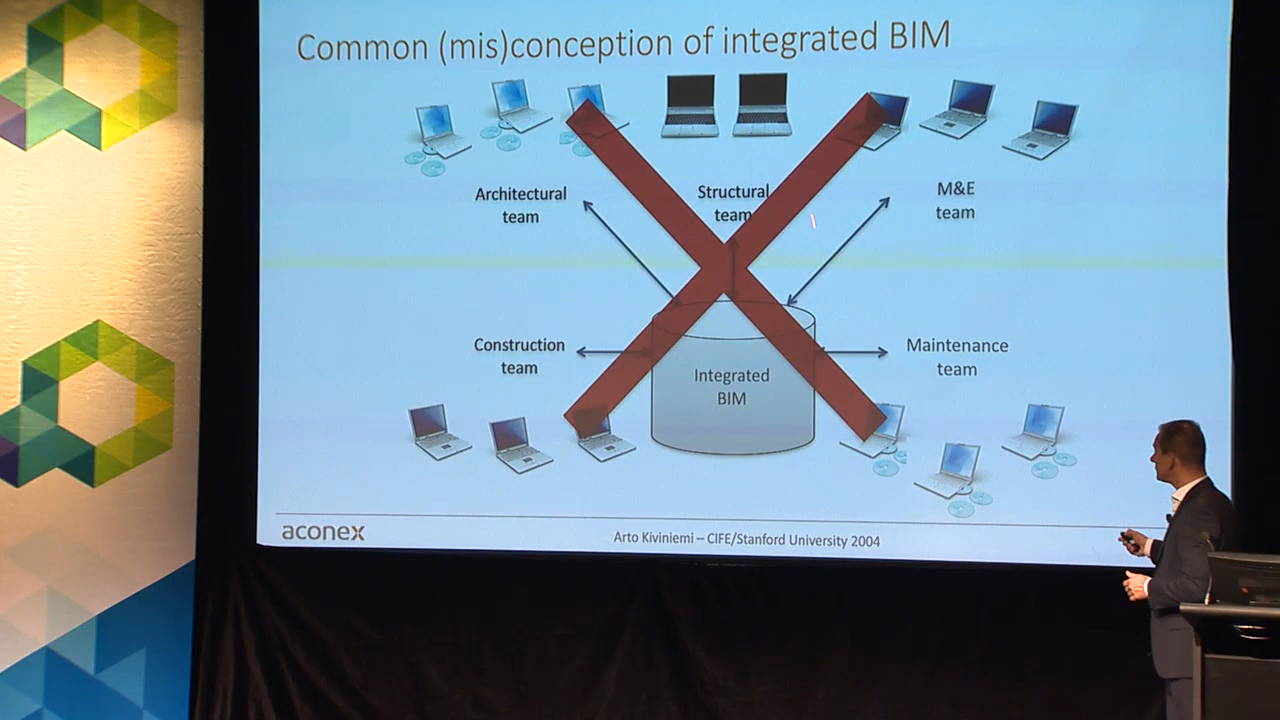 Common (mis)conception of integrated BIM
Architectural
team
Structural
team
M&E
team
Construction
team
Integrated
BIM
Maintenance
team
aconex
Arto Kiviniemi – CIFE/Stanford University 2004